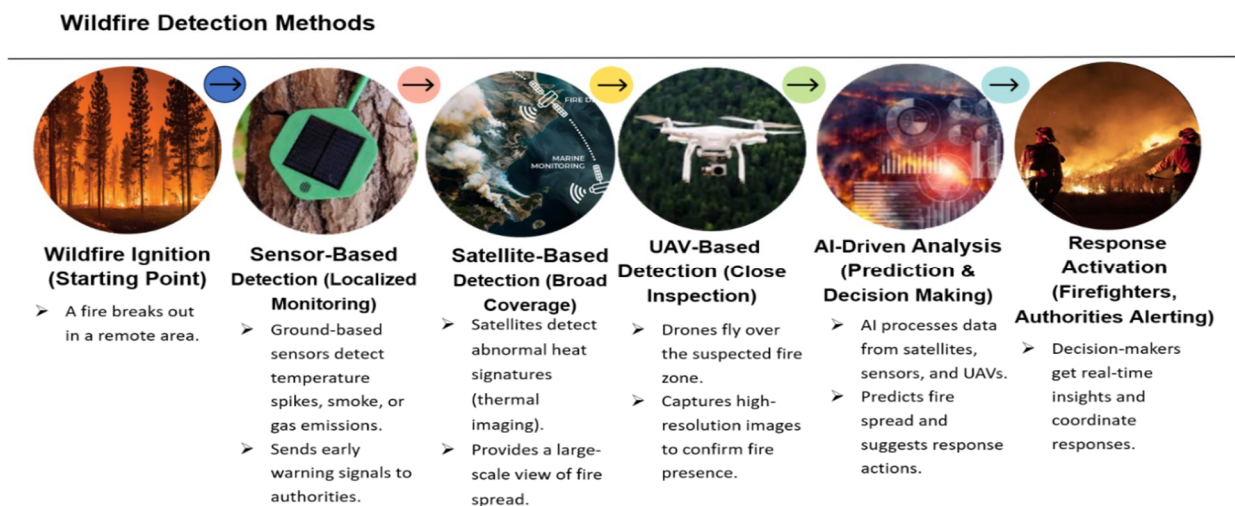 Wildfire Detection Methods
FIRE D
MARINE
MONITORING
Wildfire Ignition
(Starting Point)
➢ A fire breaks out
in a remote area.
Sensor-Based
Detection (Localized
Monitoring)
➢ Ground-based
sensors detect
temperature
spikes, smoke, or
gas emissions.
➢ Sends early
warning signals to
authorities.
Satellite-Based
Detection (Broad
Coverage)
➢ Satellites detect
abnormal heat
signatures
(thermal
imaging).
➢ Provides a large-
scale view of fire
spread.
UAV-Based
Detection (Close
Inspection)
➢ Drones fly over
the suspected fire
zone.
➢ Captures high-
resolution images
to confirm fire
presence.
AI-Driven Analysis
(Prediction &
Decision Making)
➢ AI processes data
from satellites,
sensors, and UAVs.
➢ Predicts fire
spread and
suggests response
actions.
Response
Activation
(Firefighters,
Authorities Alerting)
➢ Decision-makers
get real-time
insights and
coordinate
responses.